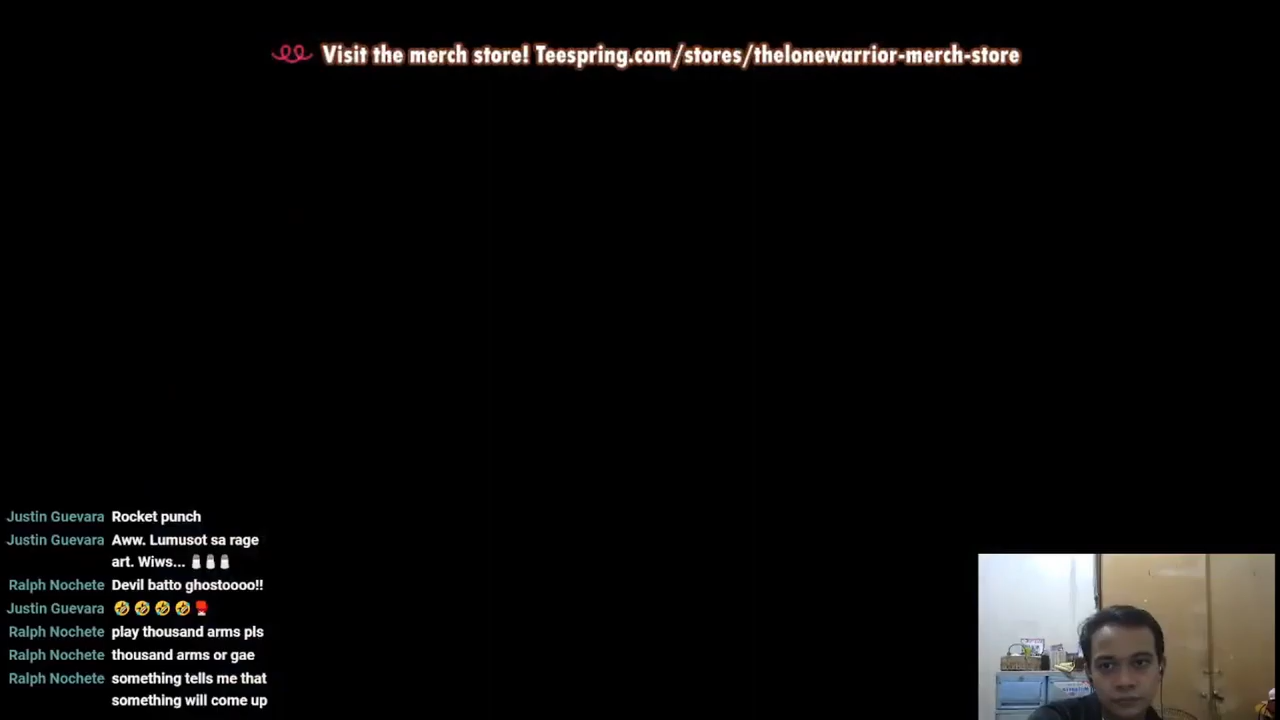 Visit the merch store! Teespring.com/stores/thelonewarrior-merch-store
Justin Guevara Rocket punch
Justin Guevara Aww. Lumusot sa rage
art. Wiws... 🧂🧂🧂
Ralph Nochete Devil batto ghostoooo!!
Justin Guevara 🤣🤣🤣🤣🥊
Ralph Nochete play thousand arms pls
Ralph Nochete thousand arms or gae
Ralph Nochete something tells me that
something will come up